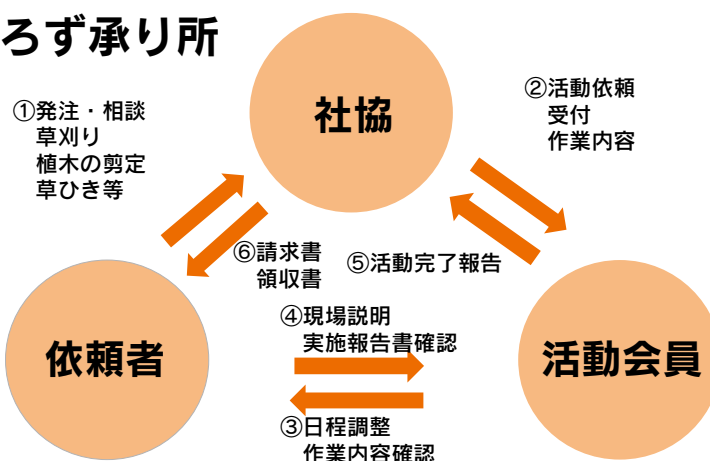 ろず承り所
①発注・相談
草刈り
植木の剪定
草ひき等
社協
②活動依頼
受付
作業内容
⑥請求書
領収書
⑤活動完了報告
④現場説明
実施報告書確認
依頼者
活動会員
③日程調整
作業内容確認